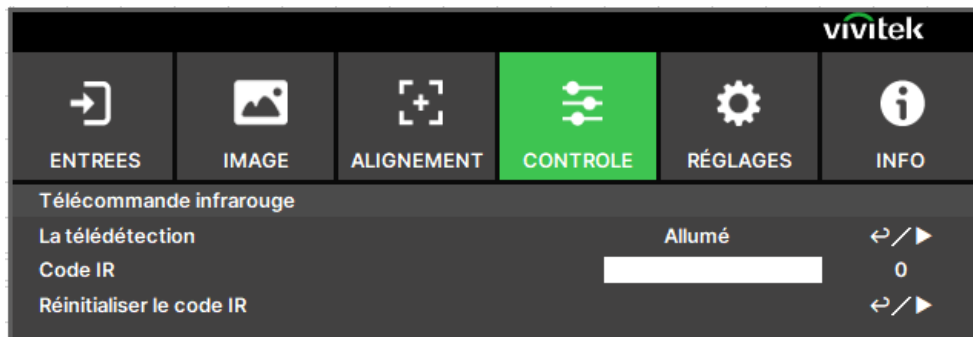 vivitek
ENTREES IMAGE ALIGNEMENT CONTROLE RÉGLAGES INFO
Télécommande infrarouge
La télédétection Allumé ↩/▶
Code IR 0
Réinitialiser le code IR ↩/▶